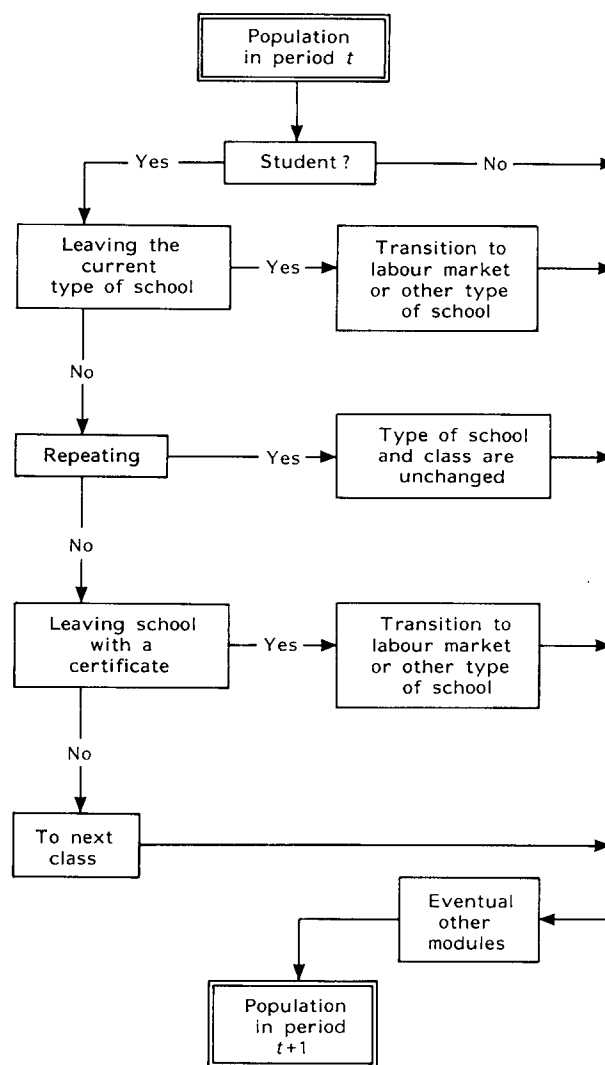 Population
in period t
Yes
Student?
No
Leaving the
current
type of school
Yes
Transition to
labour market
or other type
of school
No
Repeating
Yes
Type of school
and class are
unchanged
No
Leaving school
with a
certificate
Yes
Transition to
labour market
or other type
of school
No
To next
class
Eventual
other
modules
Population
in period
t+1